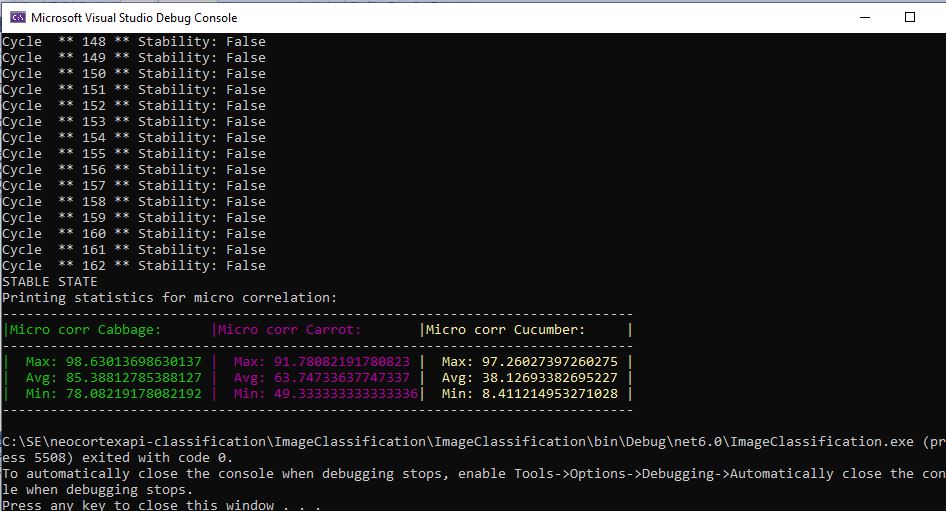 Microsoft Visual Studio Debug Console
Cycle  ** 148 ** Stability: False
Cycle  ** 149 ** Stability: False
Cycle  ** 150 ** Stability: False
Cycle  ** 151 ** Stability: False
Cycle  ** 152 ** Stability: False
Cycle  ** 153 ** Stability: False
Cycle  ** 154 ** Stability: False
Cycle  ** 155 ** Stability: False
Cycle  ** 156 ** Stability: False
Cycle  ** 157 ** Stability: False
Cycle  ** 158 ** Stability: False
Cycle  ** 159 ** Stability: False
Cycle  ** 160 ** Stability: False
Cycle  ** 161 ** Stability: False
Cycle  ** 162 ** Stability: False
STABLE STATE
Printing statistics for micro correlation:
-------------------------------------------------------------------------------
|Micro corr Cabbage:      |Micro corr Carrot:       |Micro corr Cucumber:     |
-------------------------------------------------------------------------------
|  Max: 98.63013698630137 |  Max: 91.78082191780823 |  Max: 97.26027397260275 |
|  Avg: 85.38812785388127 |  Avg: 63.74733637747337 |  Avg: 38.12693382695227 |
|  Min: 78.08219178082192 |  Min: 49.333333333333336|  Min: 8.411214953271028 |
-------------------------------------------------------------------------------
C:\SE\neocortexapi-classification\ImageClassification\ImageClassification\bin\Debug\net6.0\ImageClassification.exe (pr
ess 5508) exited with code 0.
To automatically close the console when debugging stops, enable Tools->Options->Debugging->Automatically close the con
le when debugging stops.
Press any key to close this window . . .